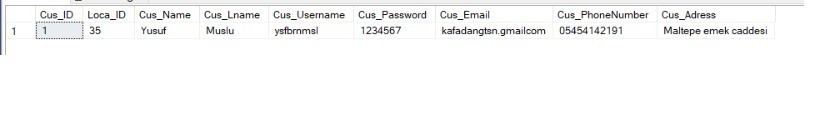 Cus_ID Loca_ID Cus_Name Cus_Lname Cus_Username Cus_Password Cus_Email Cus_PhoneNumber Cus_Adress
1 1 35 Yusuf Muslu ysfbrnmsl 1234567 kafadangtsn.gmailcom 05454142191 Maltepe emek caddesi